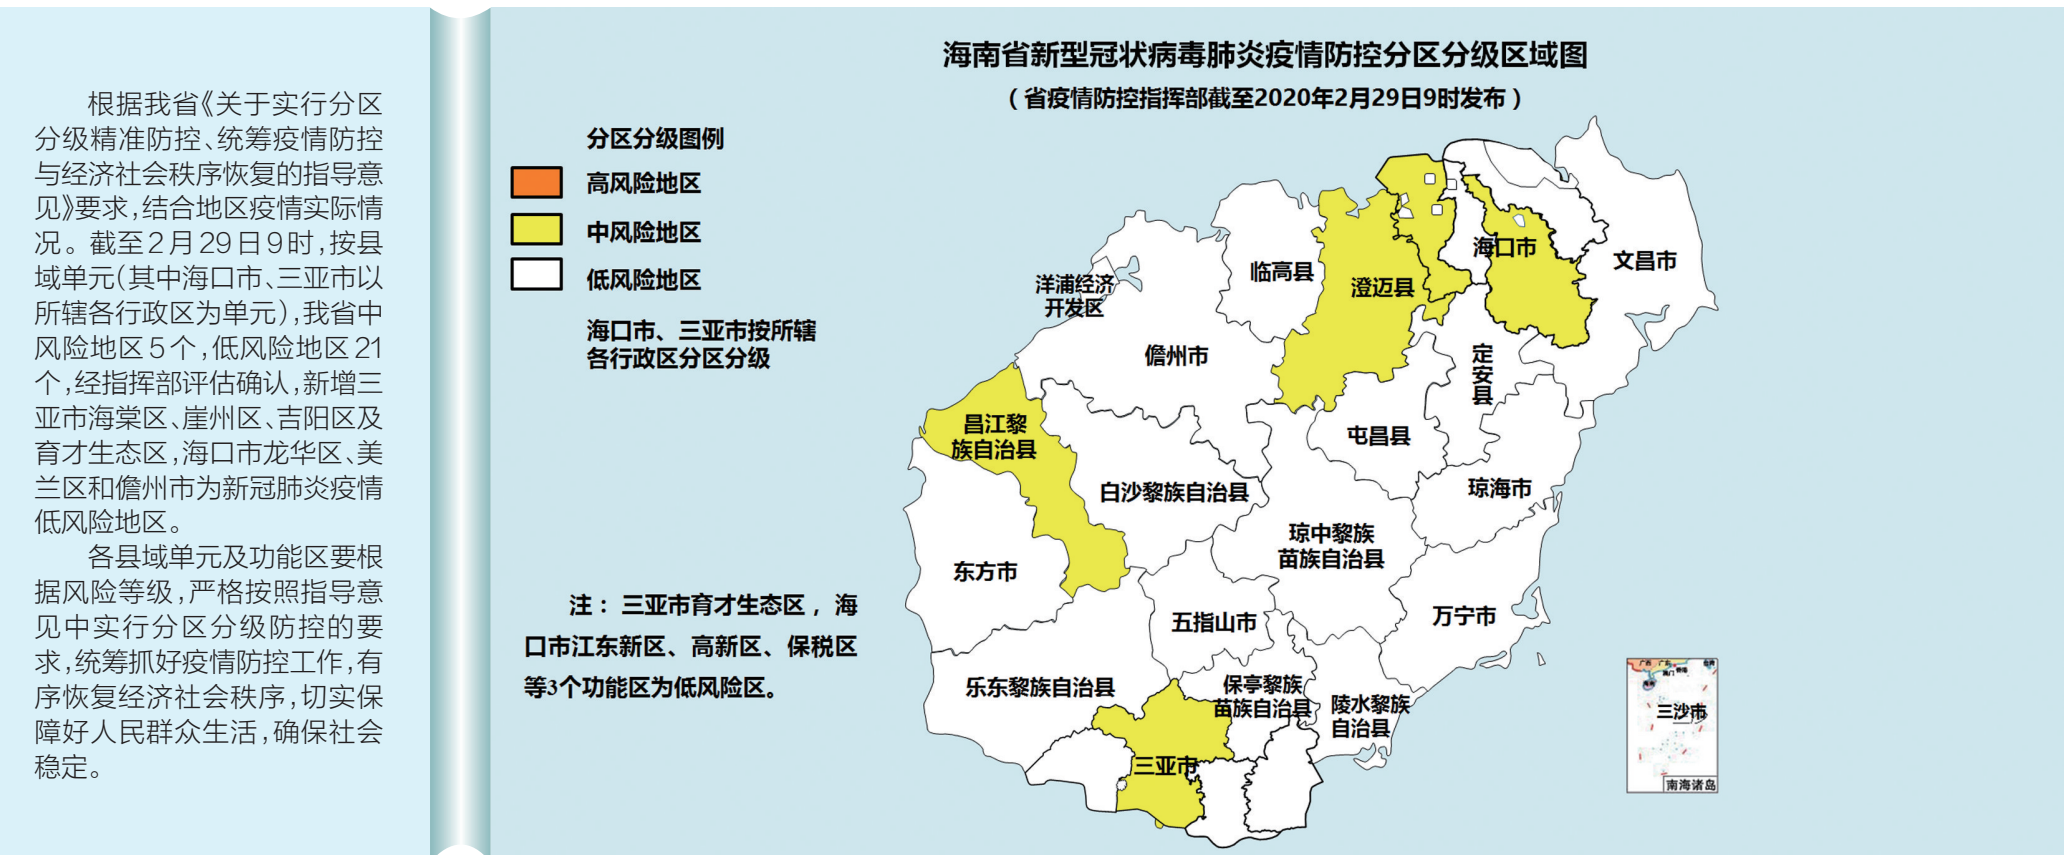 根据我省《关于实行分区
分级精准防控、统筹疫情防控
与经济社会秩序恢复的指导意
见》要求,结合地区疫情实际情
况。截至2月29日9时,按县
域单元(其中海口市、三亚市以
所辖各行政区为单元),我省中
风险地区5个,低风险地区21
个,经指挥部评估确认,新增三
亚市海棠区、崖州区、吉阳区及
育才生态区,海口市龙华区、美
兰区和儋州市为新冠肺炎疫情
低风险地区。
各县域单元及功能区要根
据风险等级,严格按照指导意
见中实行分区分级防控的要
求,统筹抓好疫情防控工作,有
序恢复经济社会秩序,切实保
障好人民群众生活,确保社会
稳定。
海南省新型冠状病毒肺炎疫情防控分区分级区域图
(省疫情防控指挥部截至2020年2月29日9时发布)
分区分级图例
高风险地区
中风险地区
低风险地区
海口市、三亚市按所辖
各行政区分区分级
注:三亚市育才生态区,海
口市江东新区、高新区、保税区
等3个功能区为低风险区。
海口市
文昌市
临高县
澄迈县
洋浦经济
开发区
儋州市
定安县
昌江黎
族自治县
屯昌县
白沙黎族自治县
琼海市
琼中黎族
苗族自治县
东方市
五指山市
万宁市
乐东黎族自治县
保亭黎族
苗族自治县
陵水黎族
自治县
三亚市
三沙市
南海诸岛